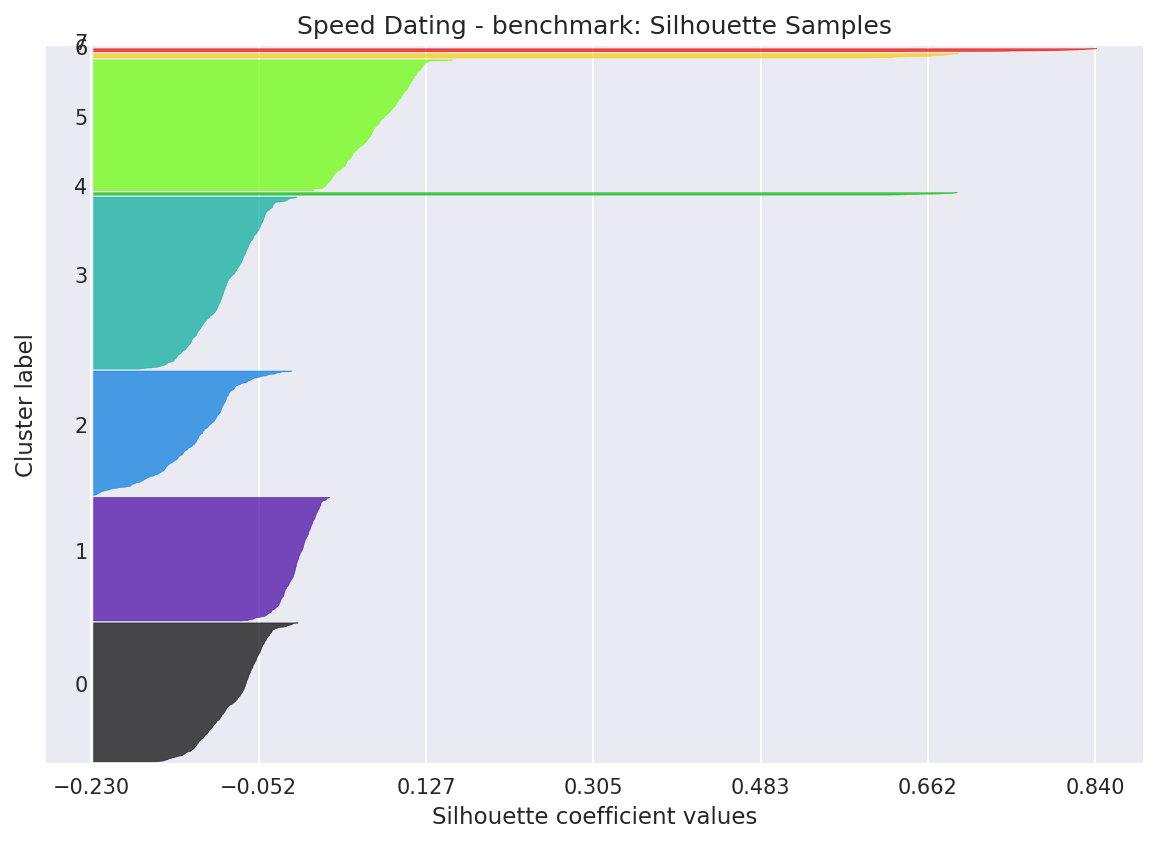 Speed Dating - benchmark: Silhouette Samples
7
6
5
4
3
2
1
0
Cluster label
−0.230 −0.052 0.127 0.305 0.483 0.662 0.840
Silhouette coefficient values